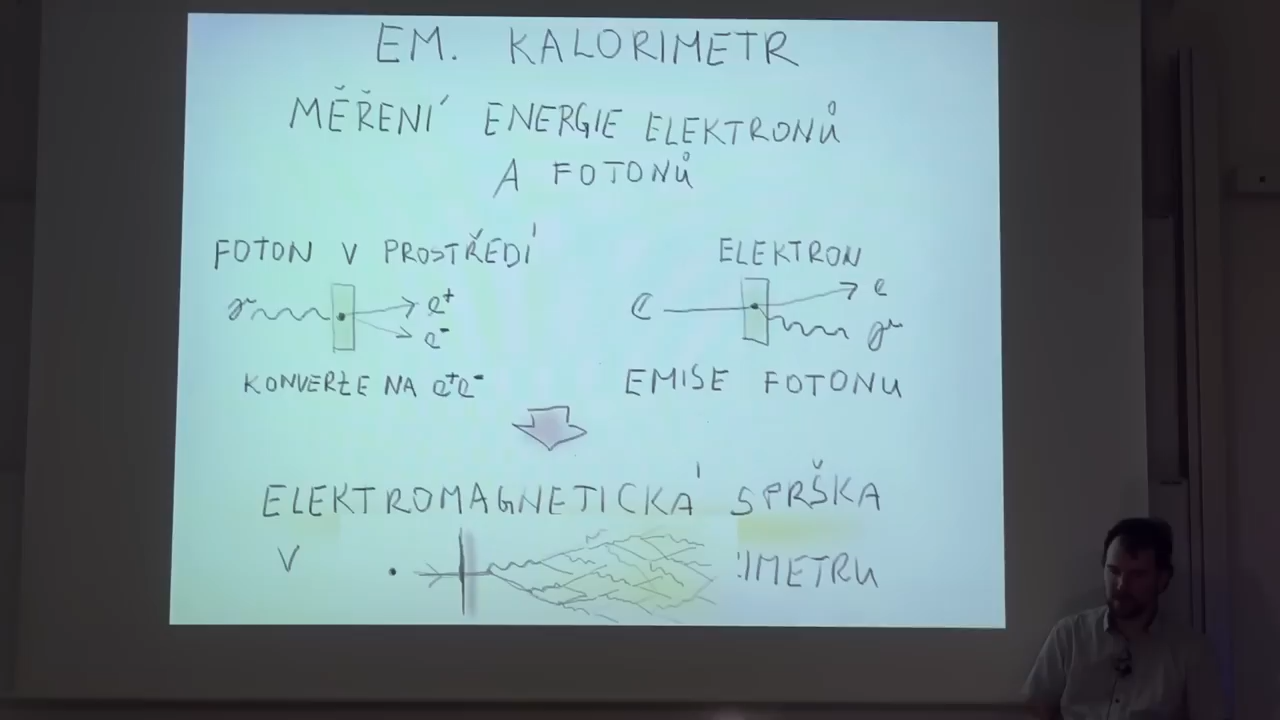 EM. KALORIMETR
MĚŘENÍ ENERGIE ELEKTRONŮ
A FOTONŮ
FOTON V PROSTŘEDÍ
ELEKTRON
γ e⁺
e⁻
e e
γ
KONVERZE NA e⁺e⁻
EMISE FOTONU
ELEKTROMAGNETICKÁ SPRŠKA
V IMETRU